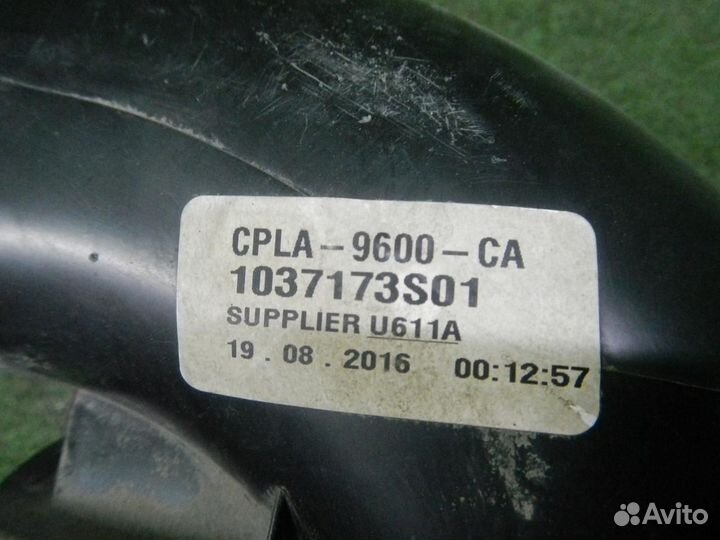 CPLA-9600-CA
1037173S01
SUPPLIER U611A
19.08.2016 00:12:57
Avito